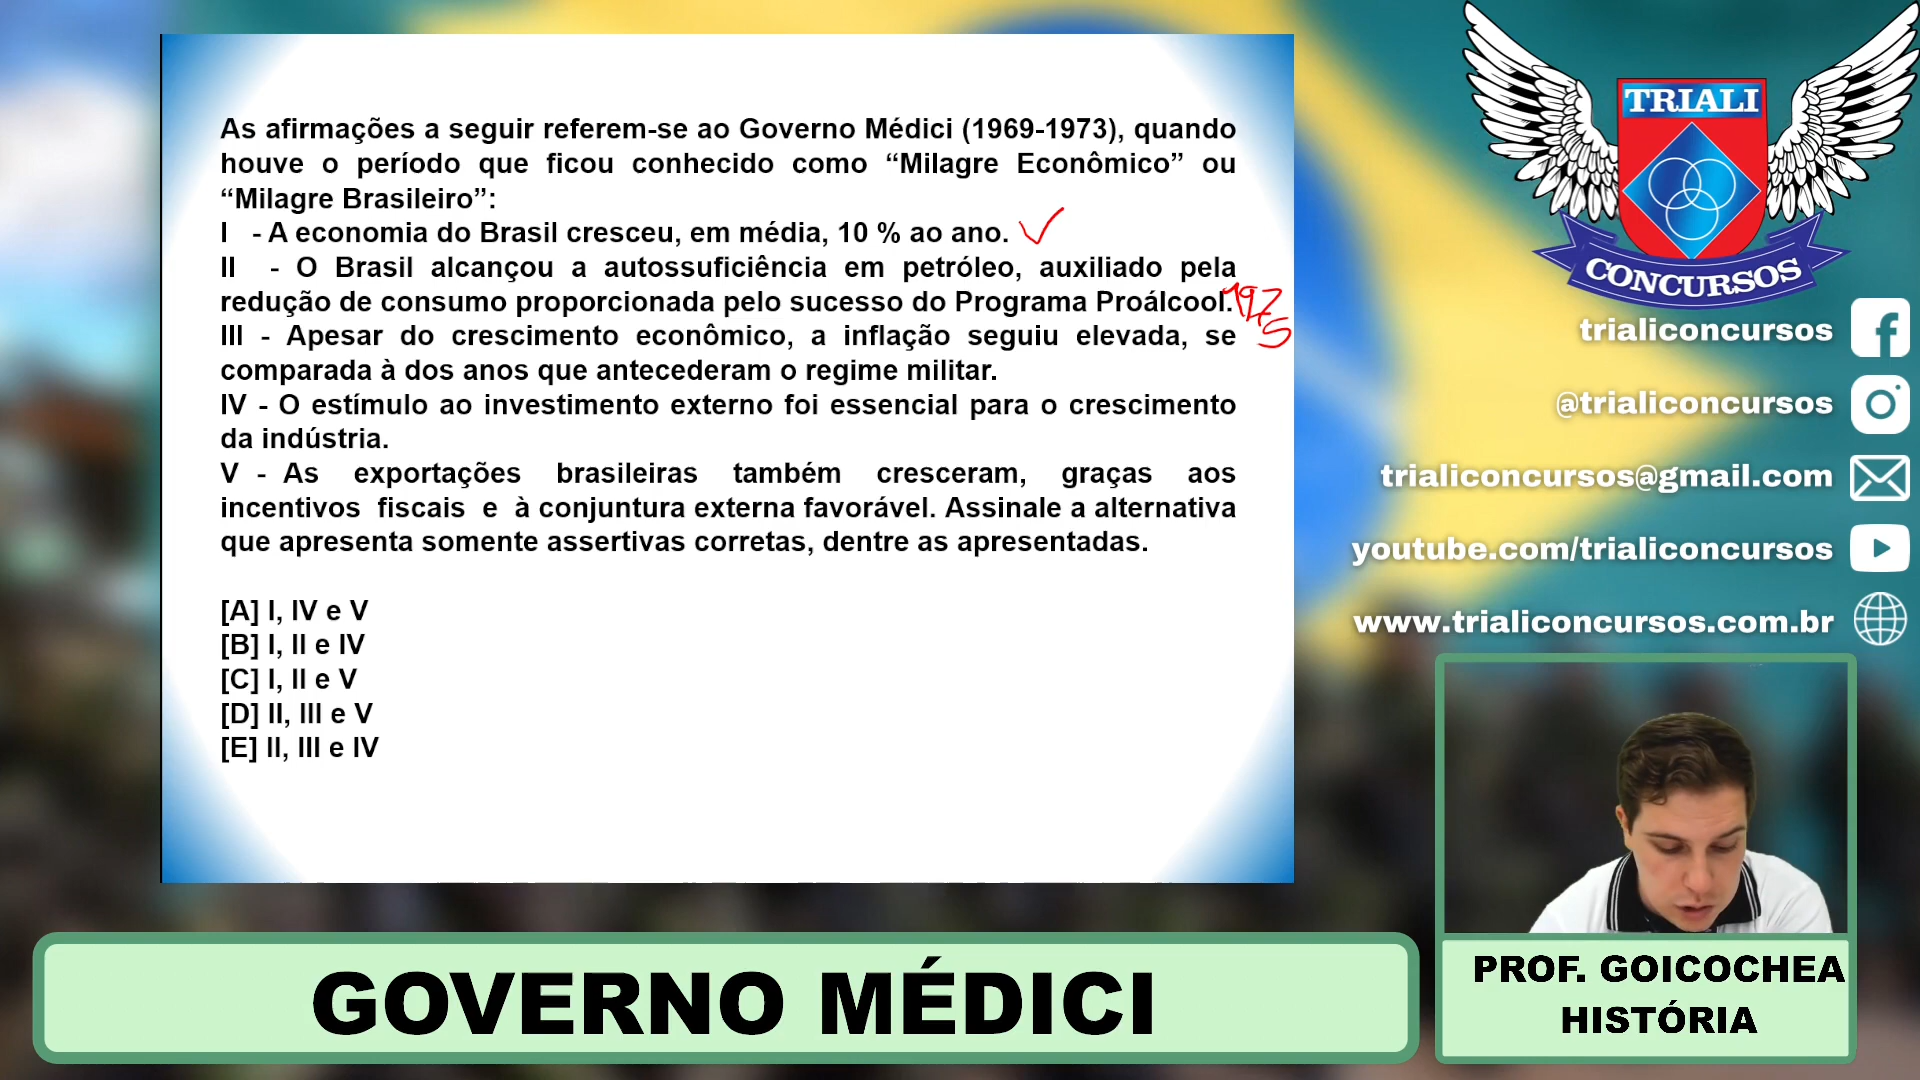 As afirmações a seguir referem-se ao Governo Médici (1969-1973), quando
houve o período que ficou conhecido como “Milagre Econômico” ou
“Milagre Brasileiro”:
I - A economia do Brasil cresceu, em média, 10 % ao ano.
II - O Brasil alcançou a autossuficiência em petróleo, auxiliado pela
redução de consumo proporcionada pelo sucesso do Programa Proálcool.
1975
III - Apesar do crescimento econômico, a inflação seguiu elevada, se
comparada à dos anos que antecederam o regime militar.
IV - O estímulo ao investimento externo foi essencial para o crescimento
da indústria.
V - As exportações brasileiras também cresceram, graças aos
incentivos fiscais e à conjuntura externa favorável. Assinale a alternativa
que apresenta somente assertivas corretas, dentre as apresentadas.
[A] I, IV e V
[B] I, II e IV
[C] I, II e V
[D] II, III e V
[E] II, III e IV
TRIALI
CONCURSOS
trialiconcursos
@trialiconcursos
trialiconcursos@gmail.com
youtube.com/trialiconcursos
www.trialiconcursos.com.br
GOVERNO MÉDICI
PROF. GOICOCHEA
HISTÓRIA